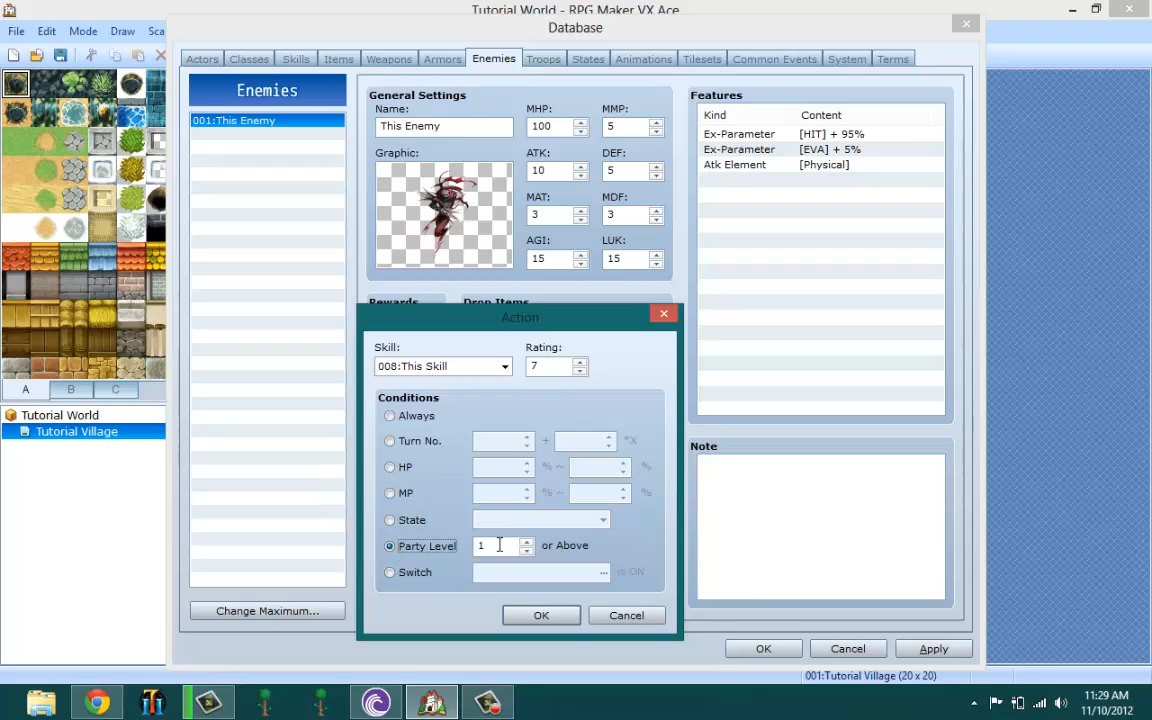 Tutorial World - RPG Maker VX Ace
File Edit Mode Draw Sca
Database
Actors Classes Skills Items Weapons Armors Enemies Troops States Animations Tilesets Common Events System Terms
Enemies
001:This Enemy
Change Maximum...
General Settings
Name: MHP: MMP:
This Enemy 100 5
Graphic: ATK: DEF:
10 5
MAT: MDF:
3 3
AGI: LUK:
15 15
Rewards Drop Items
Features
Kind Content
Ex-Parameter [HIT] + 95%
Ex-Parameter [EVA] + 5%
Atk Element [Physical]
Note
Action
Skill: Rating:
008:This Skill 7
Conditions
Always
Turn No. + *X
HP % ~ %
MP % ~ %
State
Party Level 1 or Above
Switch ... is ON
OK Cancel
OK Cancel Apply
A B C
Tutorial World
Tutorial Village
001:Tutorial Village (20 x 20)
11:29 AM
11/10/2012